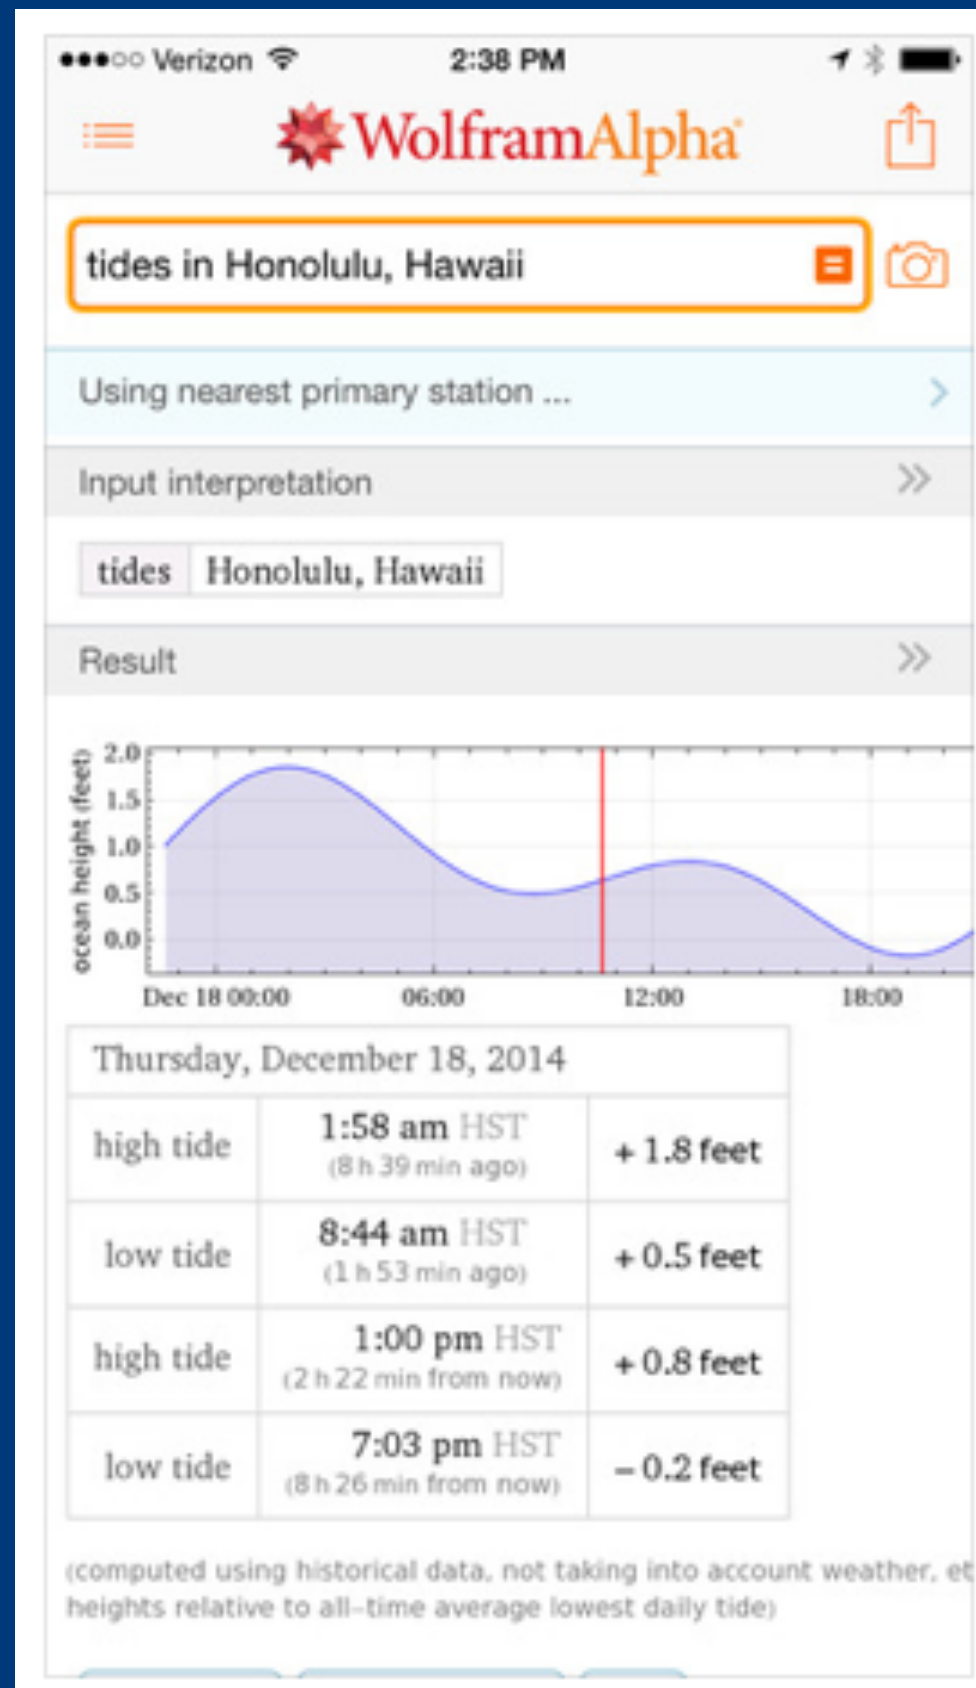 Verizon 2:38 PM
WolframAlpha
tides in Honolulu, Hawaii
Using nearest primary station ...
Input interpretation
tides Honolulu, Hawaii
Result
ocean height (feet)
2.0
1.5
1.0
0.5
0.0
Dec 18 00:00 06:00 12:00 18:00
Thursday, December 18, 2014
high tide 1:58 am HST + 1.8 feet
(8 h 39 min ago)
low tide 8:44 am HST + 0.5 feet
(1 h 53 min ago)
high tide 1:00 pm HST + 0.8 feet
(2 h 22 min from now)
low tide 7:03 pm HST − 0.2 feet
(8 h 26 min from now)
(computed using historical data, not taking into account weather, et
heights relative to all-time average lowest daily tide)